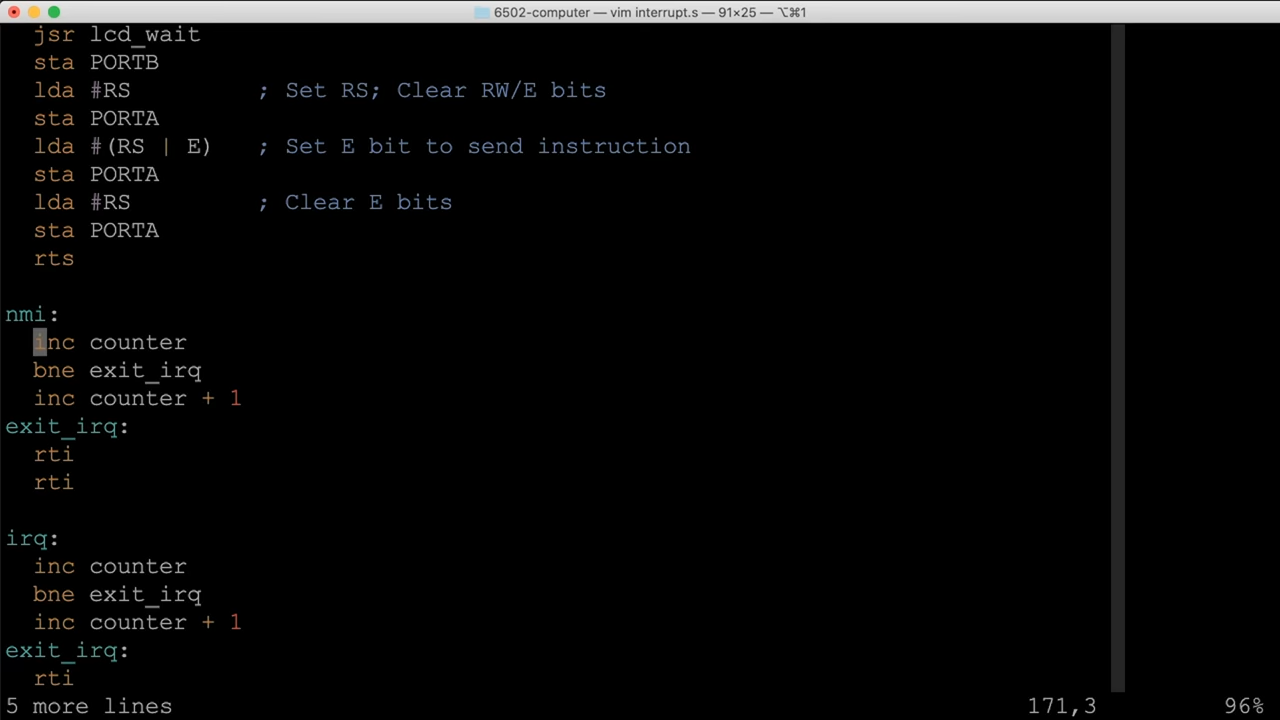 6502-computer — vim interrupt.s — 91×25 — ⌥⌘1
  jsr lcd_wait
  sta PORTB
  lda #RS         ; Set RS; Clear RW/E bits
  sta PORTA
  lda #(RS | E)   ; Set E bit to send instruction
  sta PORTA
  lda #RS         ; Clear E bits
  sta PORTA
  rts

nmi:
  inc counter
  bne exit_irq
  inc counter + 1
exit_irq:
  rti
  rti

irq:
  inc counter
  bne exit_irq
  inc counter + 1
exit_irq:
  rti
5 more lines 171,3 96%